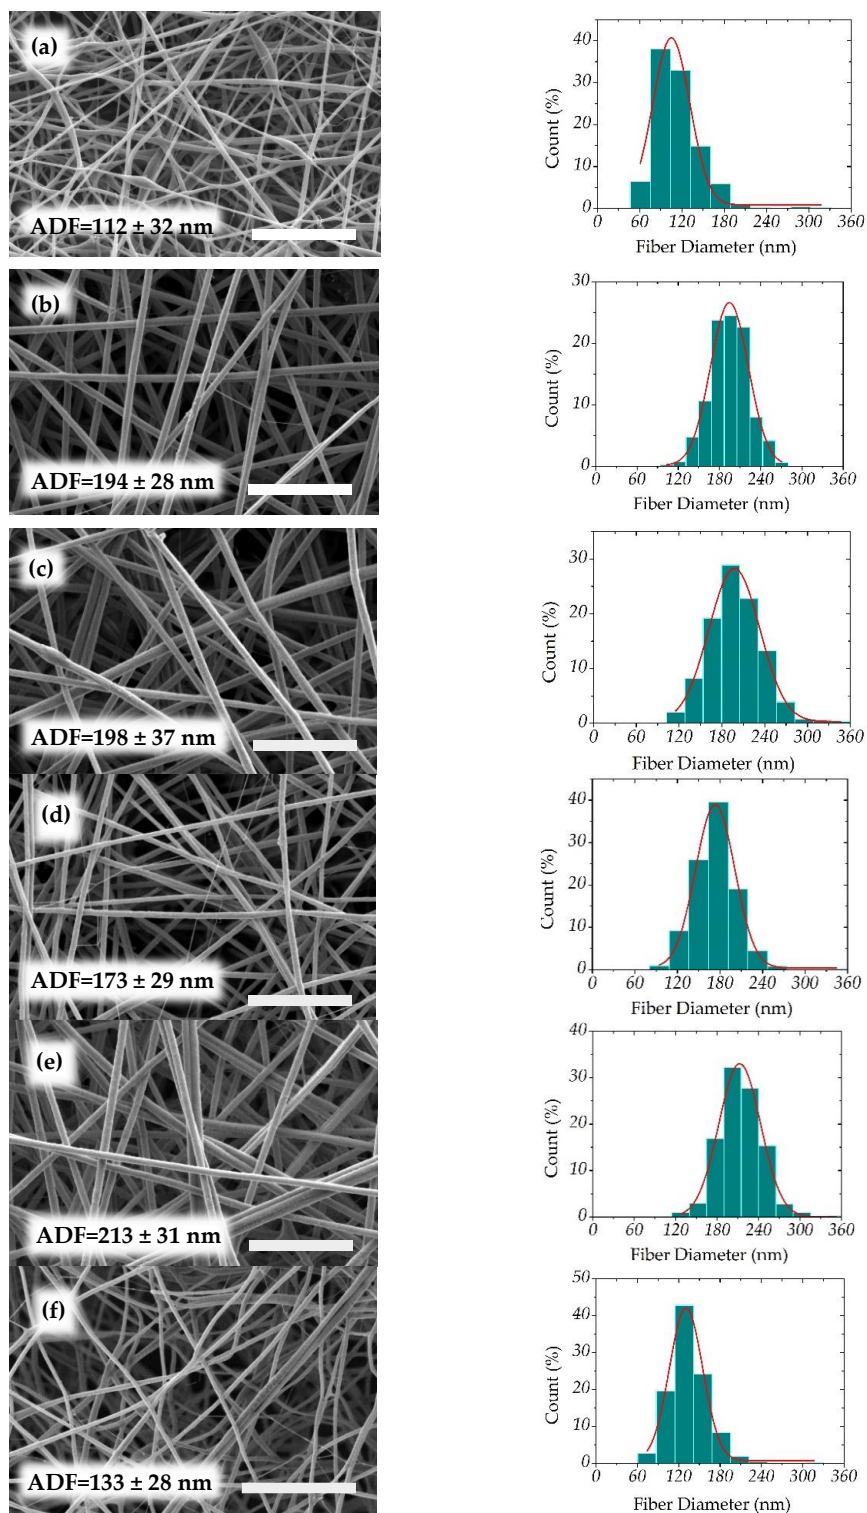 (a)
ADF=112 ± 32 nm
Count (%)
40
30
20
10
0
0 60 120 180 240 300 360
Fiber Diameter (nm)
(b)
ADF=194 ± 28 nm
Count (%)
30
20
10
0
0 60 120 180 240 300 360
Fiber Diameter (nm)
(c)
ADF=198 ± 37 nm
Count (%)
30
20
10
0
0 60 120 180 240 300 360
Fiber Diameter (nm)
(d)
ADF=173 ± 29 nm
Count (%)
40
30
20
10
0
0 60 120 180 240 300 360
Fiber Diameter (nm)
(e)
ADF=213 ± 31 nm
Count (%)
40
30
20
10
0
0 60 120 180 240 300 360
Fiber Diameter (nm)
(f)
ADF=133 ± 28 nm
Count (%)
50
40
30
20
10
0
0 60 120 180 240 300 360
Fiber Diameter (nm)